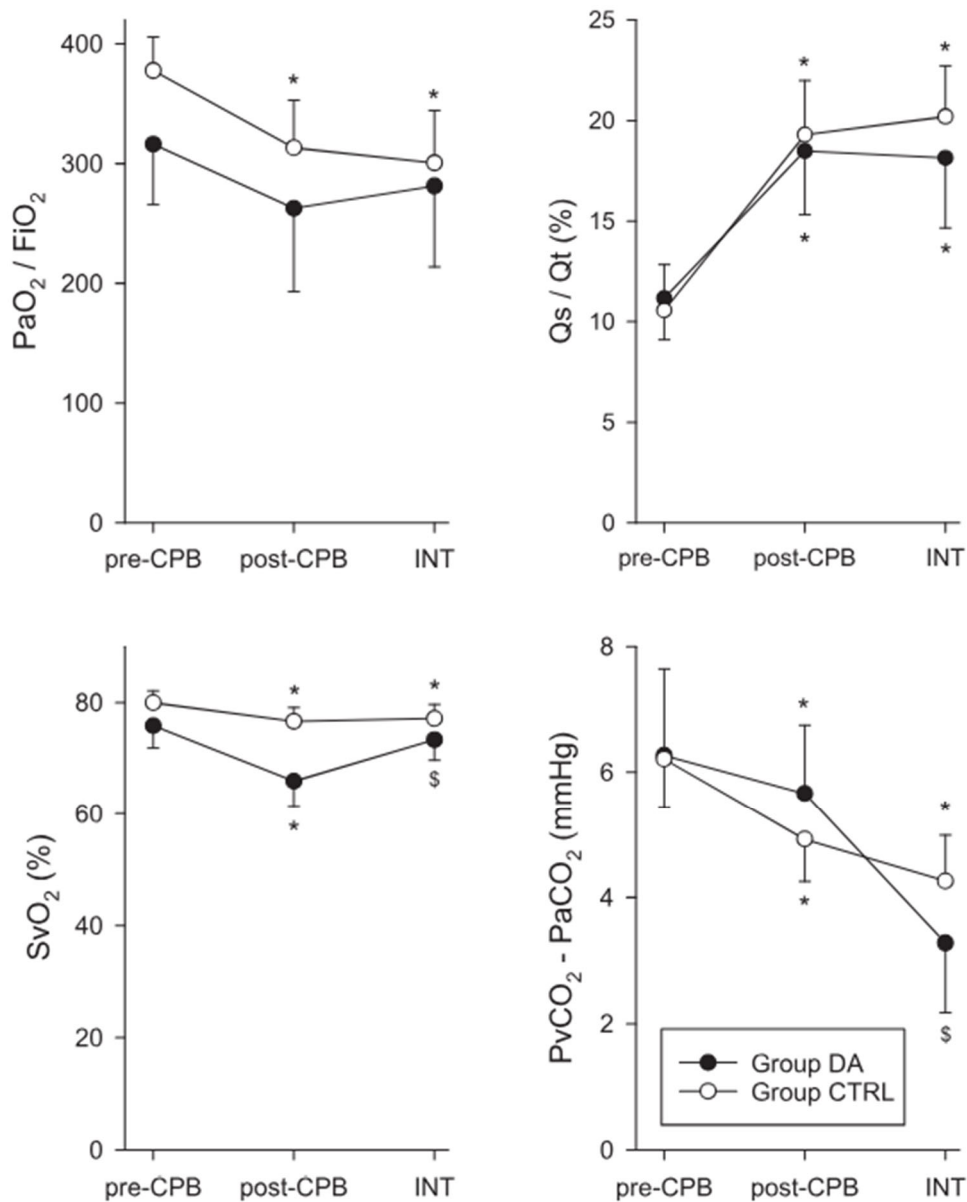 PaO₂ / FiO₂
400
300
200
100
0
* *
pre-CPB post-CPB INT
Qs / Qt (%)
25
20
15
10
5
0
* *
* *
pre-CPB post-CPB INT
SvO₂ (%)
80
60
40
20
0
* *
* $
pre-CPB post-CPB INT
PvCO₂ - PaCO₂ (mmHg)
8
6
4
2
0
* *
* $
Group DA
Group CTRL
pre-CPB post-CPB INT